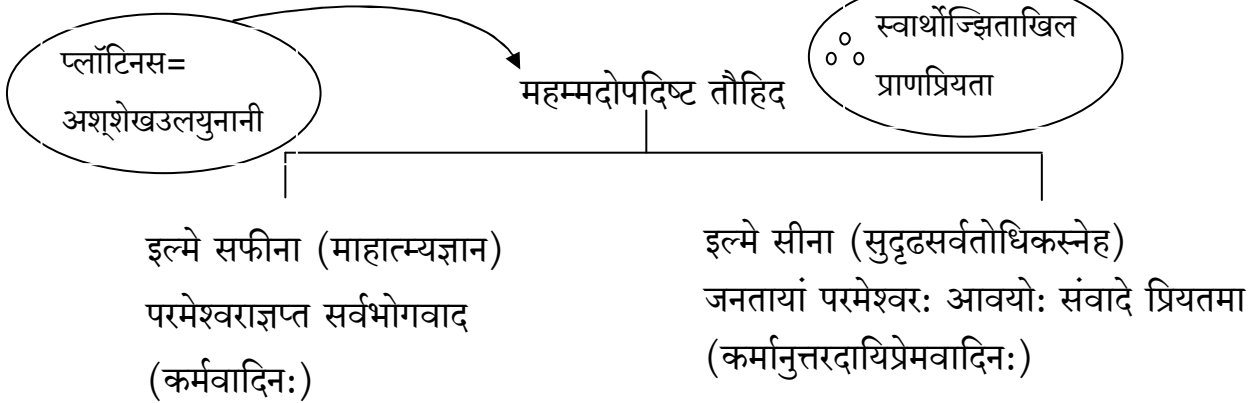 प्लॉटिनस=
अश्शेखउलयुनानी
महम्मदोपदिष्ट तौहिद
स्वार्थोज्झिताखिल
प्राणप्रियता
इल्मे सफीना (माहात्म्यज्ञान)
परमेश्वराज्ञप्त सर्वभोगवाद
(कर्मवादिनः)
इल्मे सीना (सुदृढसर्वतोधिकस्नेह)
जनतायां परमेश्वरः आवयोः संवादे प्रियतमा
(कर्मानुत्तरदायिप्रेमवादिनः)